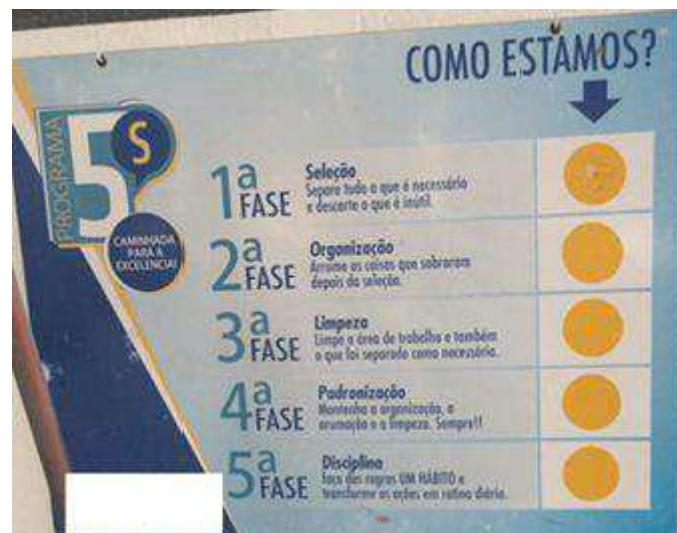 COMO ESTAMOS?
PROGRAMA
5
S
CAMINHADA
PARA A
EXCELENCIA!
1ª FASE
Seleção
Separe tudo o que é necessário
e descarte o que é inútil.
2ª FASE
Organização
Arrume as coisas que sobraram
depois da seleção.
3ª FASE
Limpeza
Limpe a área de trabalho e também
o que foi separado como necessário.
4ª FASE
Padronização
Mantenha a organização, a
arrumação e a limpeza. Sempre!!
5ª FASE
Disciplina
Faça das regras UM HÁBITO e
transforme as ações em rotina diária.